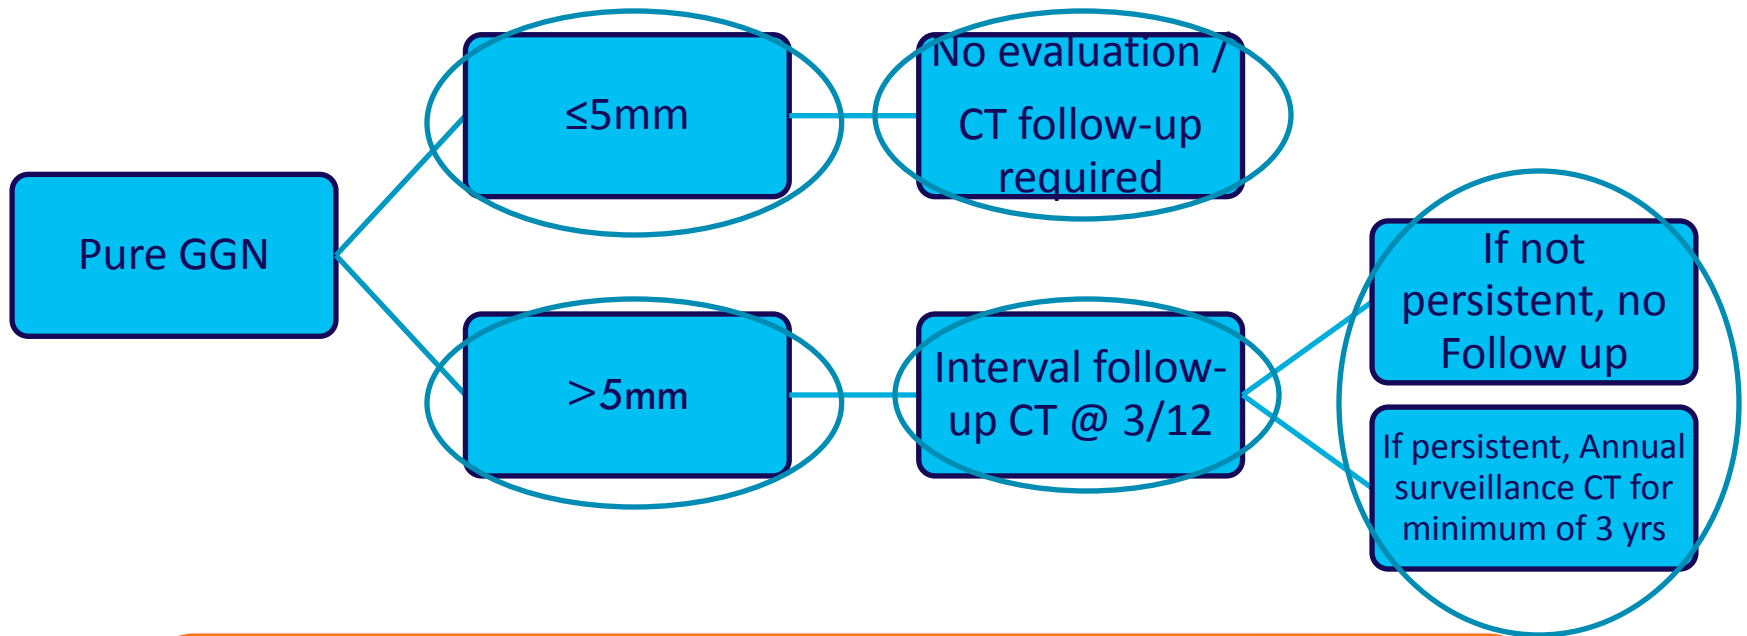 Pure GGN
≤5mm
No evaluation /
CT follow-up
required
>5mm
Interval follow-
up CT @ 3/12
If not
persistent, no
Follow up
If persistent, Annual
surveillance CT for
minimum of 3 yrs